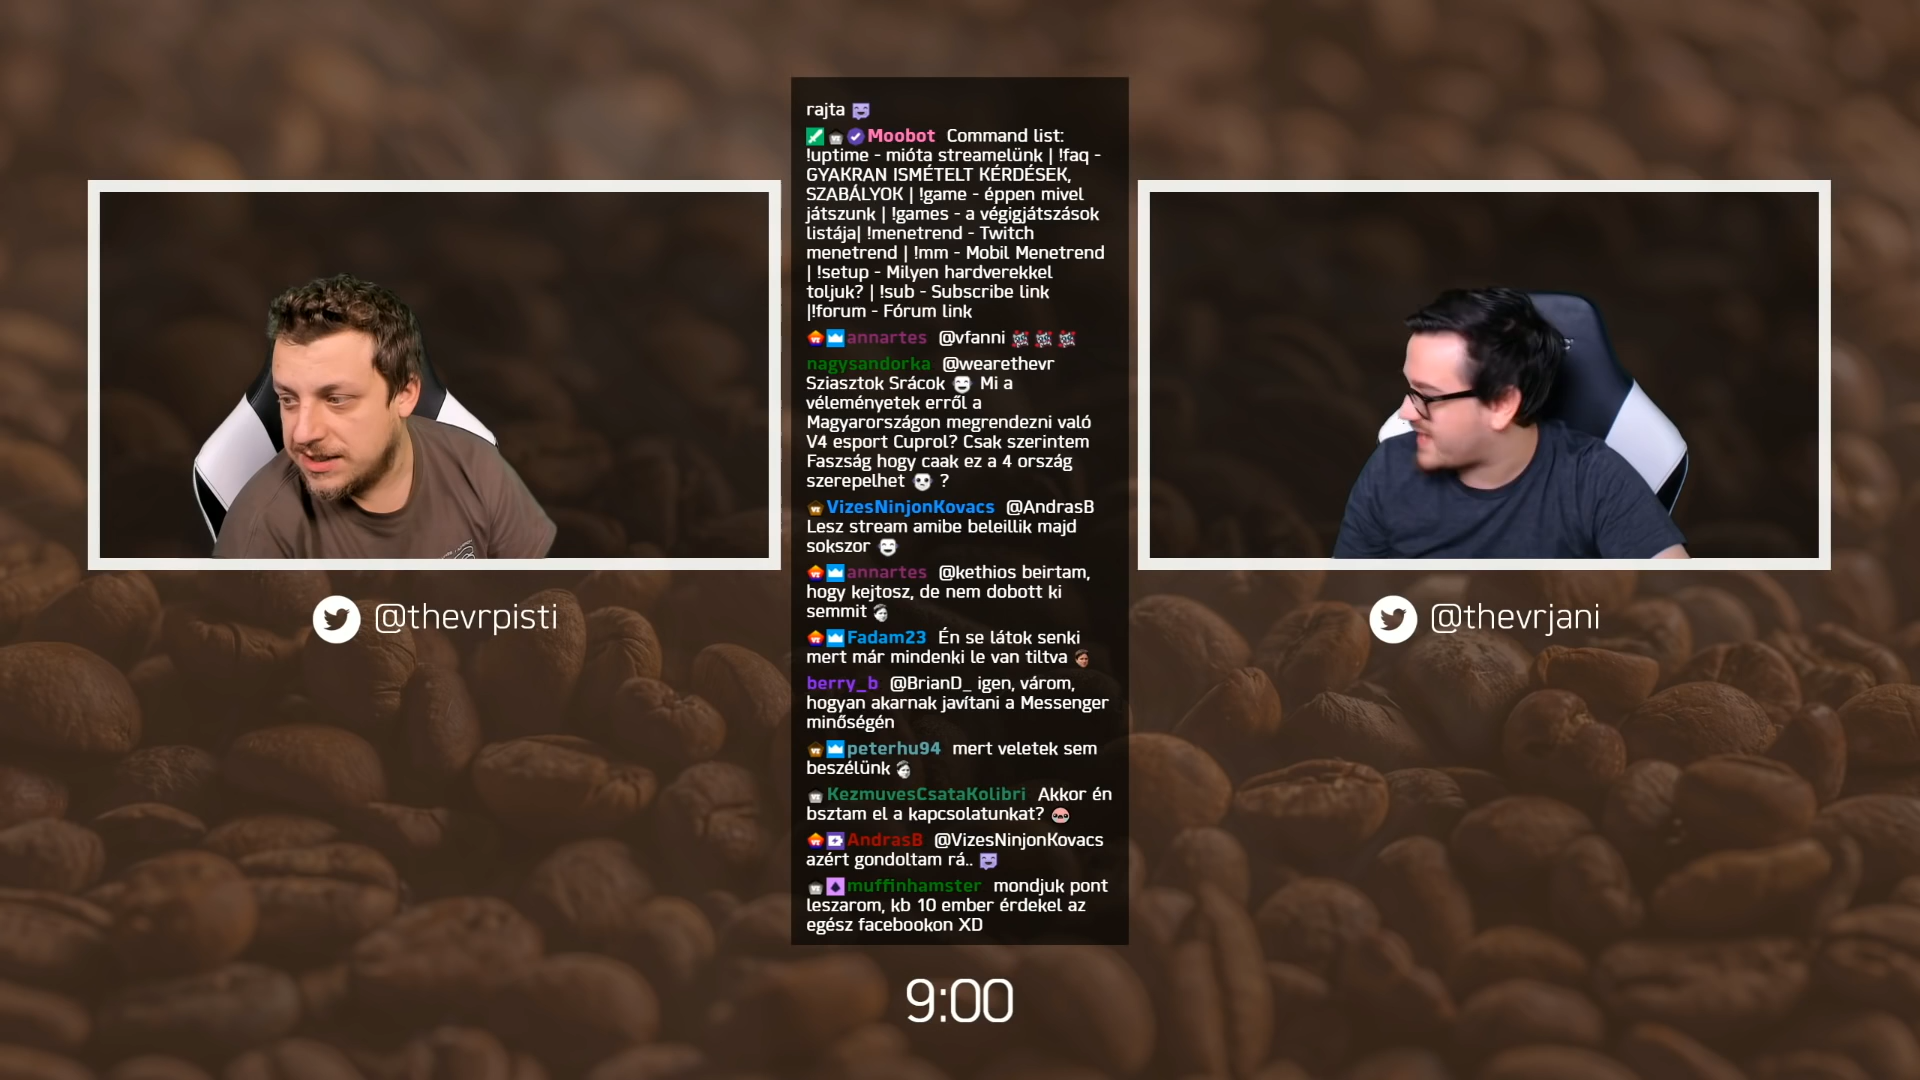 rajta
Moobot Command list:
!uptime - mióta streamelünk | !faq -
GYAKRAN ISMÉTELT KÉRDÉSEK,
SZABÁLYOK | !game - éppen mivel
játszunk | !games - a végigjátszások
listája| !menetrend - Twitch
menetrend | !mm - Mobil Menetrend
| !setup - Milyen hardverekkel
toljuk? | !sub - Subscribe link
|!forum - Fórum link
annartes @vfanni
nagysandorka @wearethevr
Sziasztok Srácok Mi a
véleményetek erről a
Magyarországon megrendezni való
V4 esport Cuprol? Csak szerintem
Faszság hogy caak ez a 4 ország
szerepelhet ?
VizesNinjonKovacs @AndrasB
Lesz stream amibe beleillik majd
sokszor
annartes @kethios beirtam,
hogy kejtosz, de nem dobott ki
semmit
Fadam23 Én se látok senki
mert már mindenki le van tiltva
berry_b @BrianD_ igen, várom,
hogyan akarnak javítani a Messenger
minőségén
peterhu94 mert veletek sem
beszélünk
KezmuvesCsataKolibri Akkor én
bsztam el a kapcsolatunkat?
AndrasB @VizesNinjonKovacs
azért gondoltam rá..
muffinhamster mondjuk pont
leszarom, kb 10 ember érdekel az
egész facebookon XD
@thevrpisti
@thevrjani
9:00